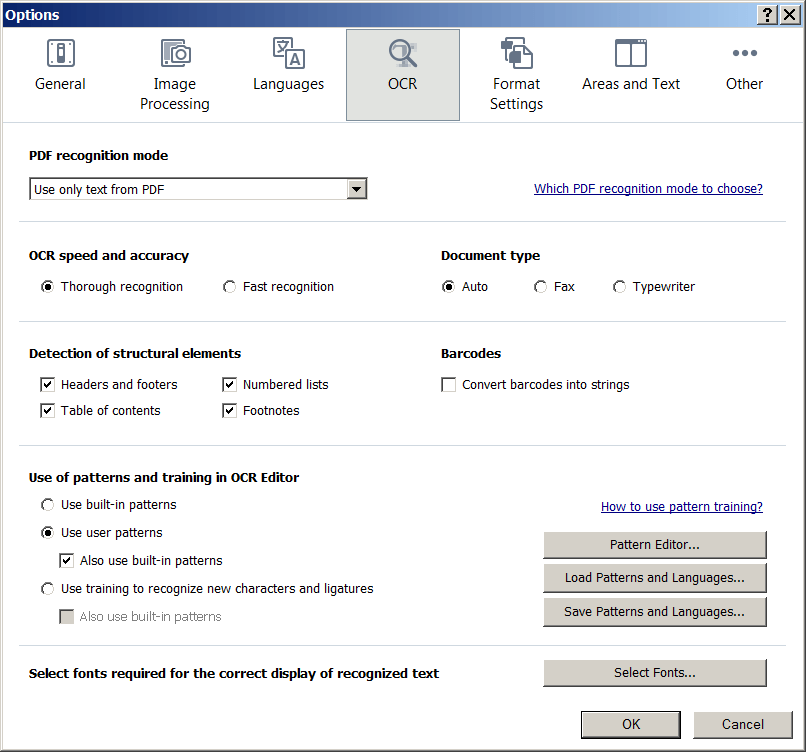 Options
General
Image
Processing
Languages
OCR
Format
Settings
Areas and Text
Other
PDF recognition mode
Use only text from PDF
Which PDF recognition mode to choose?
OCR speed and accuracy
Document type
Thorough recognition
Fast recognition
Auto
Fax
Typewriter
Detection of structural elements
Barcodes
Headers and footers
Numbered lists
Convert barcodes into strings
Table of contents
Footnotes
Use of patterns and training in OCR Editor
Use built-in patterns
How to use pattern training?
Use user patterns
Pattern Editor...
Also use built-in patterns
Load Patterns and Languages...
Use training to recognize new characters and ligatures
Save Patterns and Languages...
Also use built-in patterns
Select fonts required for the correct display of recognized text
Select Fonts...
OK
Cancel